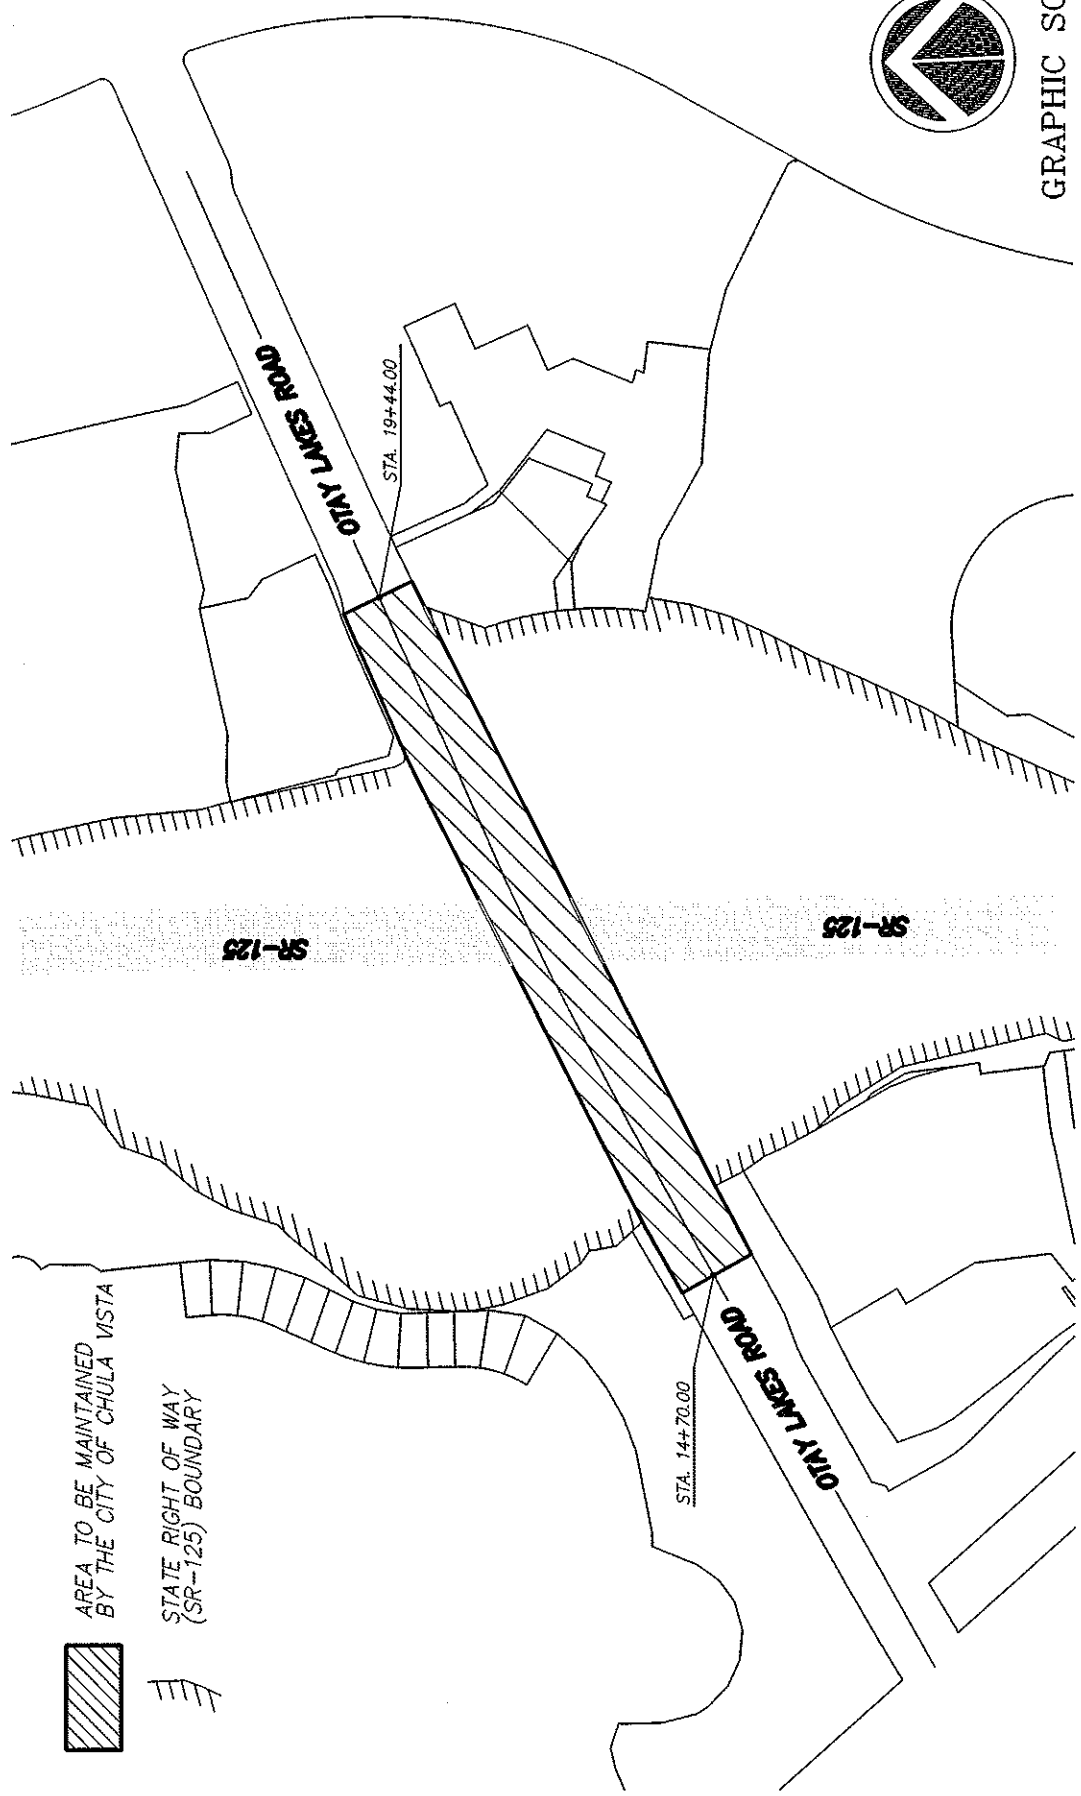 AREA TO BE MAINTAINED
BY THE CITY OF CHULA VISTA
STATE RIGHT OF WAY
(SR-125) BOUNDARY
SR-125
OTAY LAKES ROAD
STA. 19+44.00
STA. 14+70.00
OTAY LAKES ROAD
SR-125
GRAPHIC